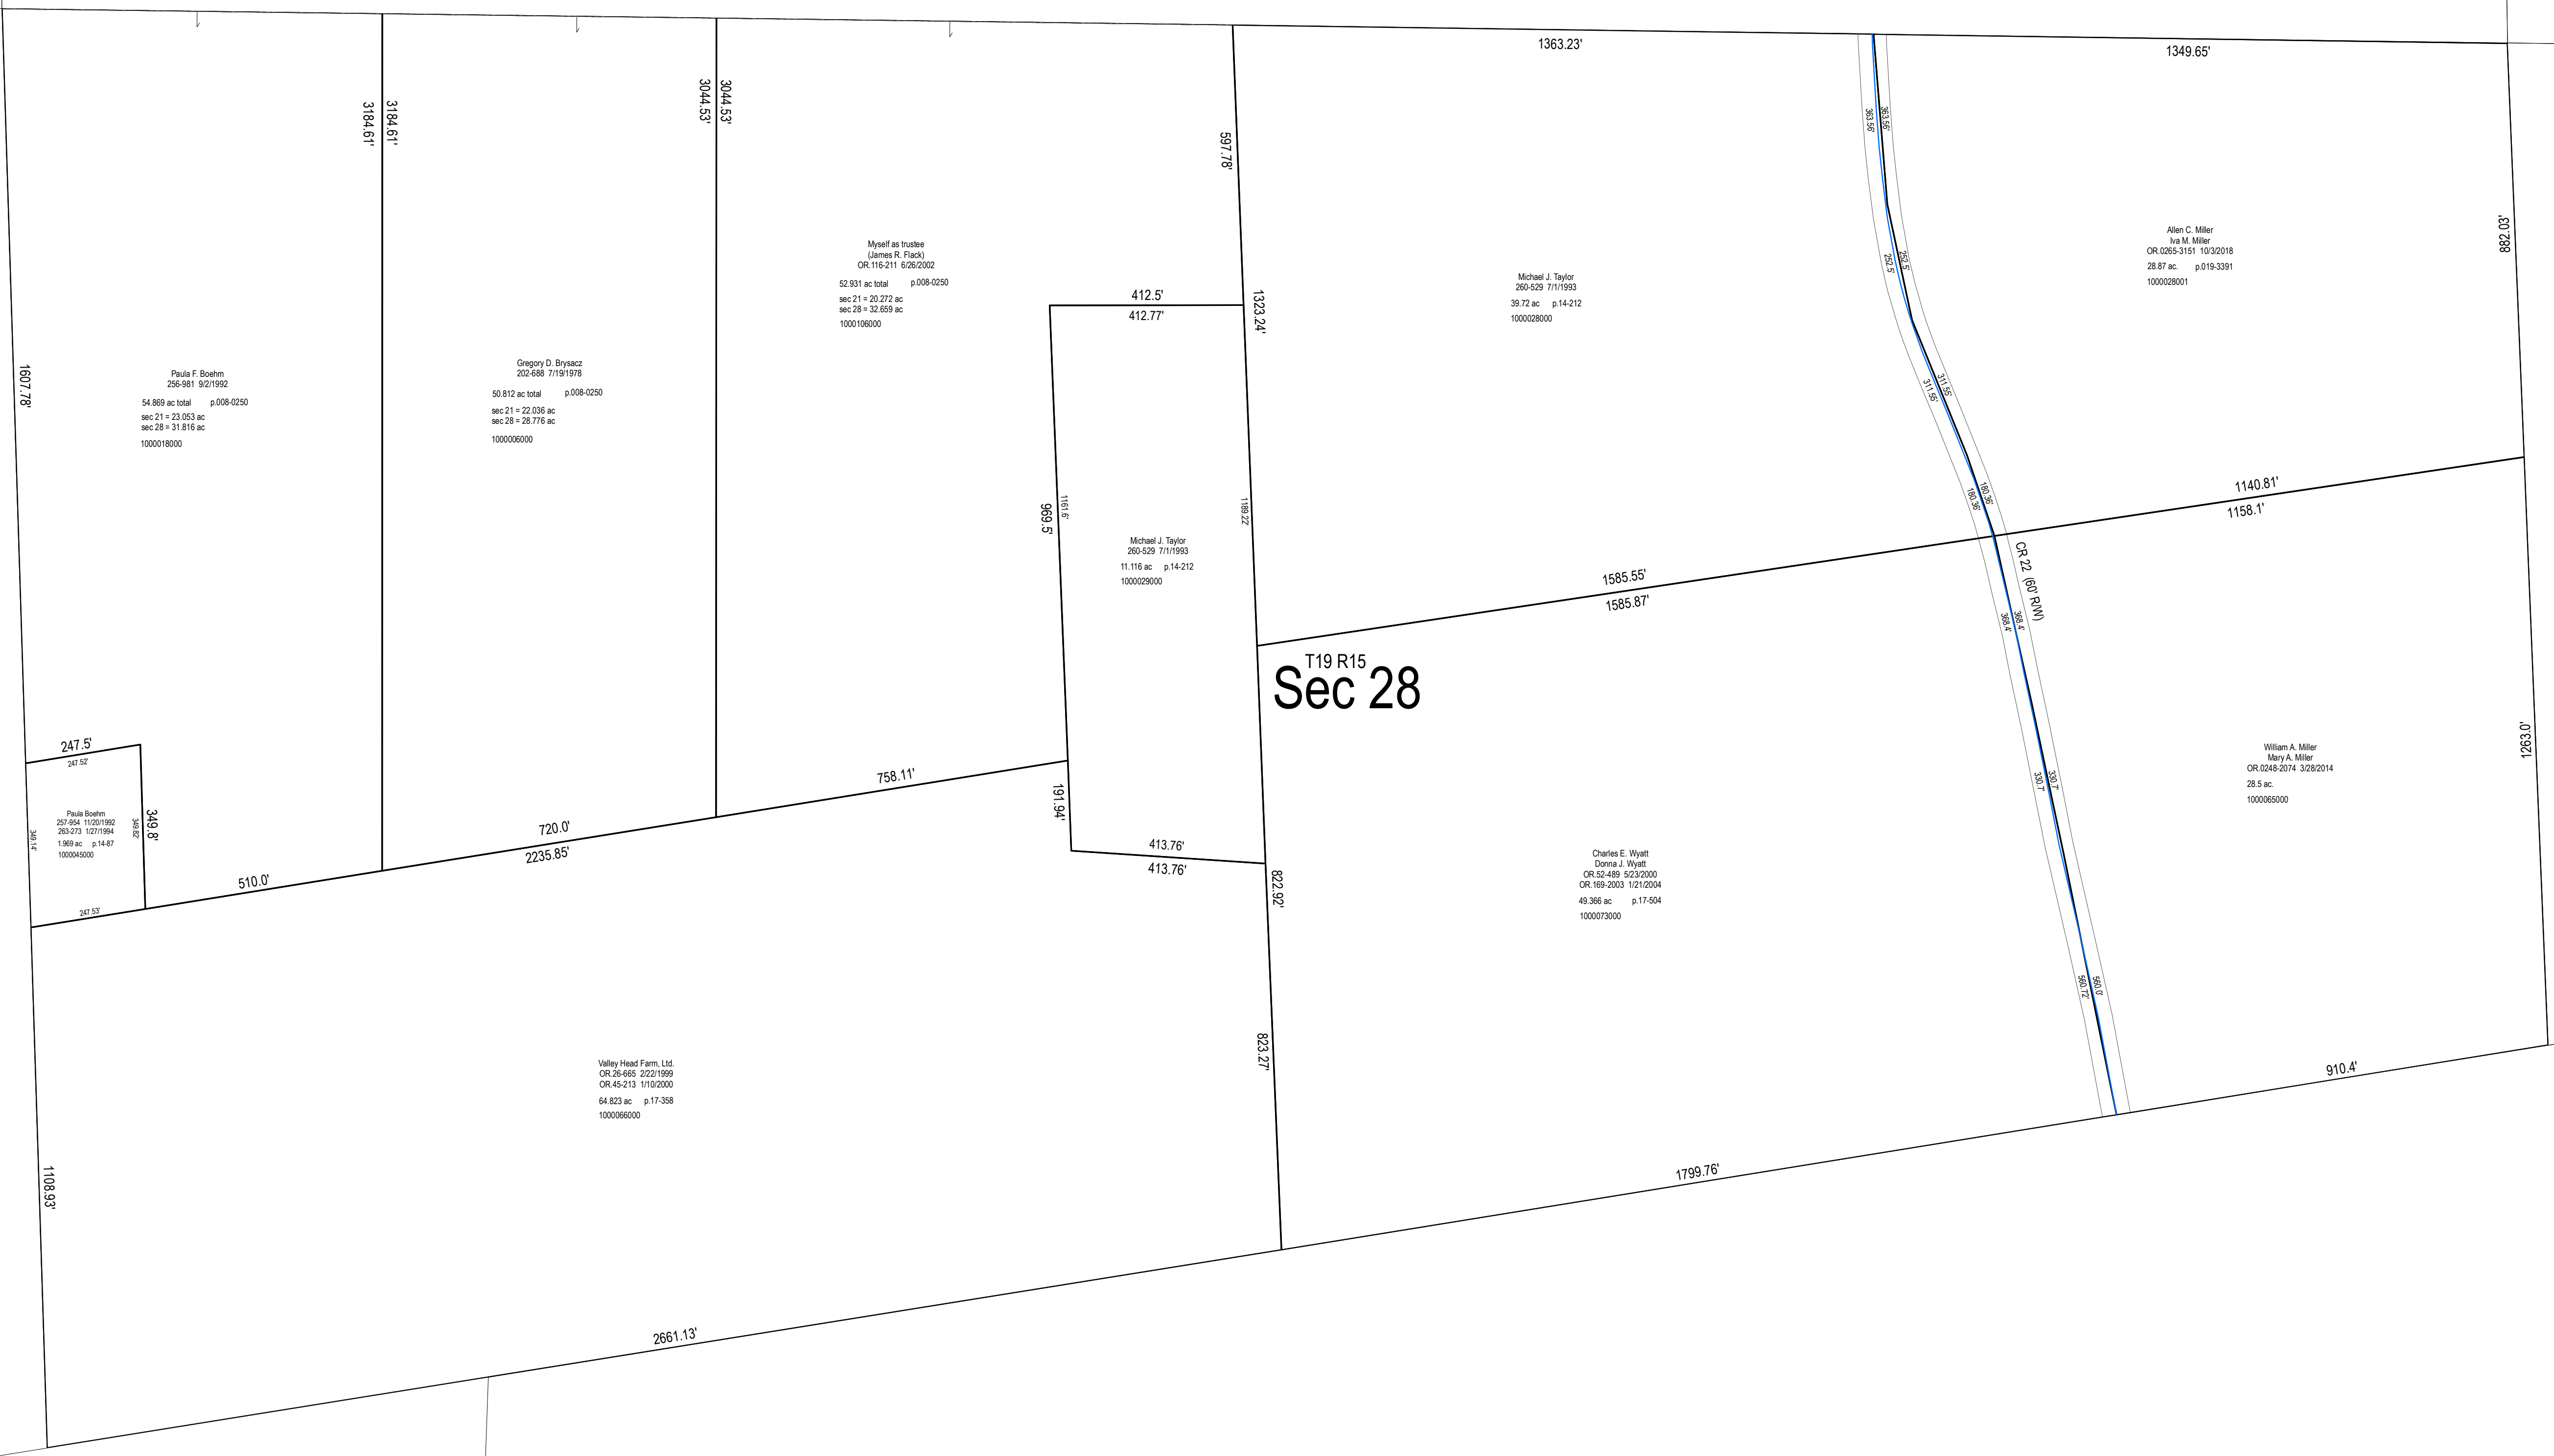 1363.23'
1349.65'
3184.61'
3184.61'
3044.53'
3044.53'
597.78'
363.56'
363.56'
882.03'
Allen C. Miller
Iva M. Miller
OR.0265-3151 10/3/2018
28.87 ac. p.019-3391
1000028001
252.5'
252.5'
Myself as trustee
(James R. Flack)
OR.116-211 6/26/2002
52.931 ac total p.008-0250
sec 21 = 20.272 ac
sec 28 = 32.659 ac
1000106000
412.5'
412.77'
1323.24'
Michael J. Taylor
260-529 7/1/1993
39.72 ac p.14-212
1000028000
1607.78'
Paula F. Boehm
256-981 9/2/1992
54.869 ac total p.008-0250
sec 21 = 23.053 ac
sec 28 = 31.816 ac
1000018000
Gregory D. Brysacz
202-688 7/19/1978
50.812 ac total p.008-0250
sec 21 = 22.036 ac
sec 28 = 28.776 ac
1000006000
311.55'
311.55'
969.5'
1161.6'
1189.22'
180.36'
180.36'
1140.81'
1158.1'
Michael J. Taylor
260-529 7/1/1993
11.116 ac p.14-212
1000029000
1585.55'
1585.87'
CR 22 (60' R/W)
368.4'
368.4'
T19 R15
Sec 28
247.5'
247.52'
349.14'
Paula Boehm
257-954 11/20/1992
263-273 1/27/1994
1.969 ac p.14-87
1000045000
349.82'
349.8'
247.53'
510.0'
720.0'
2235.85'
758.11'
191.94'
413.76'
413.76'
822.92'
823.27'
330.7'
330.7'
William A. Miller
Mary A. Miller
OR.0248-2074 3/28/2014
28.5 ac.
1000065000
1263.0'
Charles E. Wyatt
Donna J. Wyatt
OR.52-489 5/23/2000
OR.169-2003 1/21/2004
49.366 ac p.17-504
1000073000
560.72'
560.0'
910.4'
1799.76'
Valley Head Farm, Ltd.
OR.26-665 2/22/1999
OR.45-213 1/10/2000
64.823 ac p.17-358
1000066000
1108.93'
2661.13'